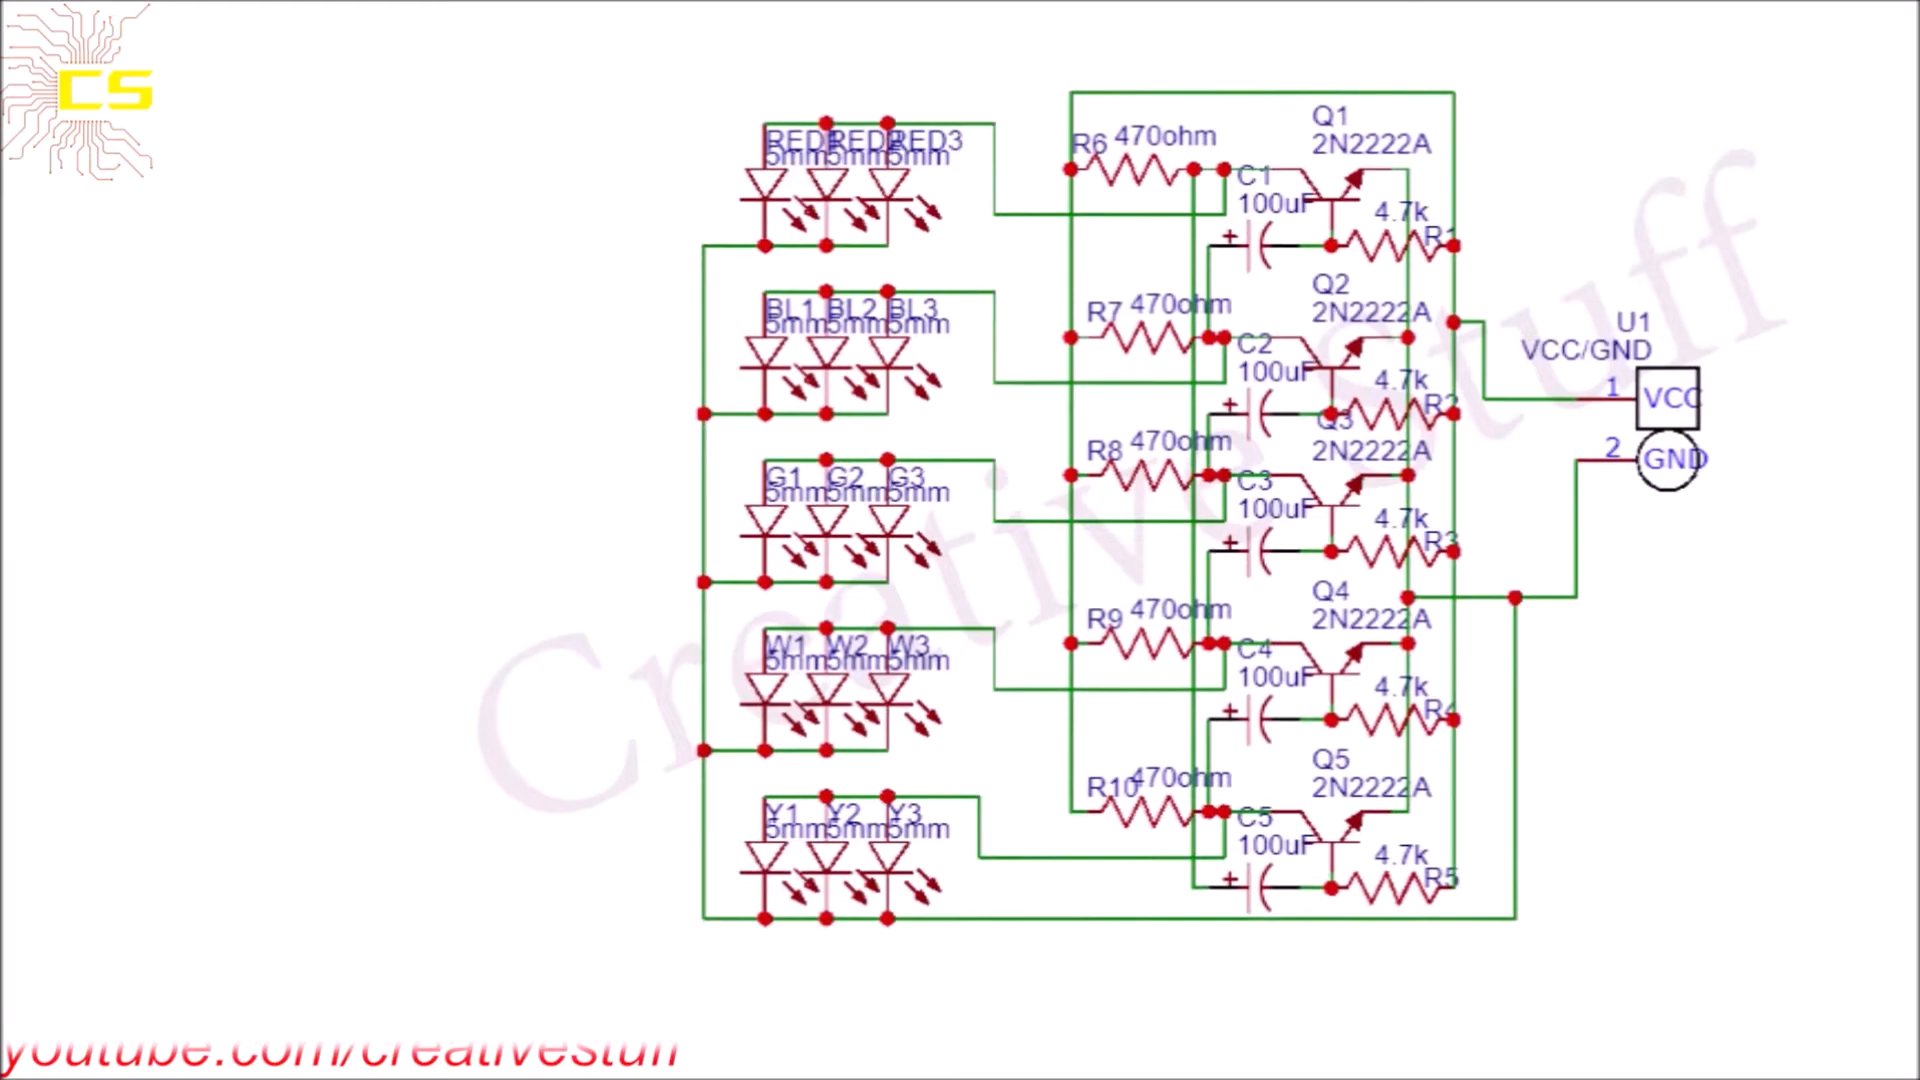 CS
Creative Stuff
RED1 RED2 RED3
5mm 5mm 5mm
BL1 BL2 BL3
5mm 5mm 5mm
G1 G2 G3
5mm 5mm 5mm
W1 W2 W3
5mm 5mm 5mm
Y1 Y2 Y3
5mm 5mm 5mm
R6 470ohm
C1
100uF
+
Q1
2N2222A
4.7k
R1
R7 470ohm
C2
100uF
+
Q2
2N2222A
4.7k
R2
R8 470ohm
C3
100uF
+
Q3
2N2222A
4.7k
R3
R9 470ohm
C4
100uF
+
Q4
2N2222A
4.7k
R4
R10 470ohm
C5
100uF
+
Q5
2N2222A
4.7k
R5
U1
VCC/GND
1 VCC
2 GND
youtube.com/creativestuff